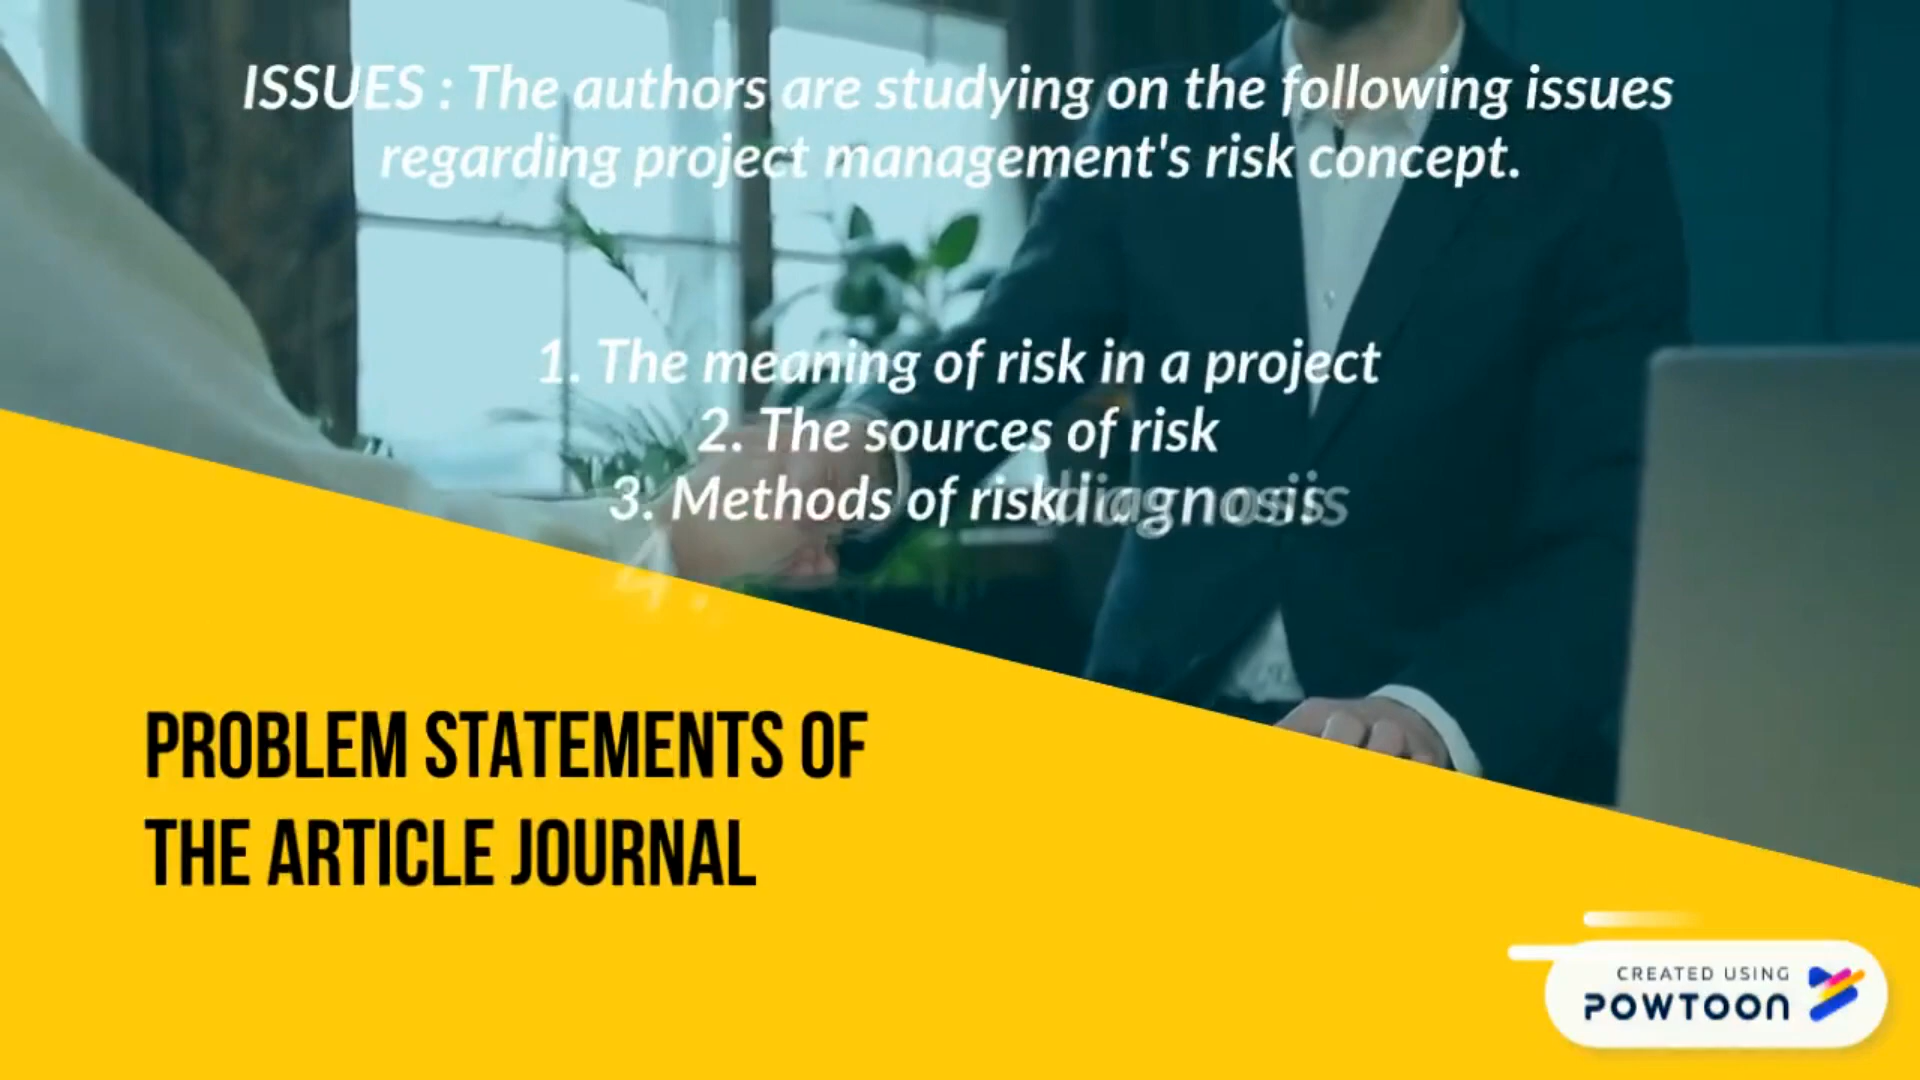 ISSUES : The authors are studying on the following issues
regarding project management's risk concept.
1. The meaning of risk in a project
2. The sources of risk
3. Methods of risk diagnosis
4.
PROBLEM STATEMENTS OF
THE ARTICLE JOURNAL
CREATED USING
POWTOON